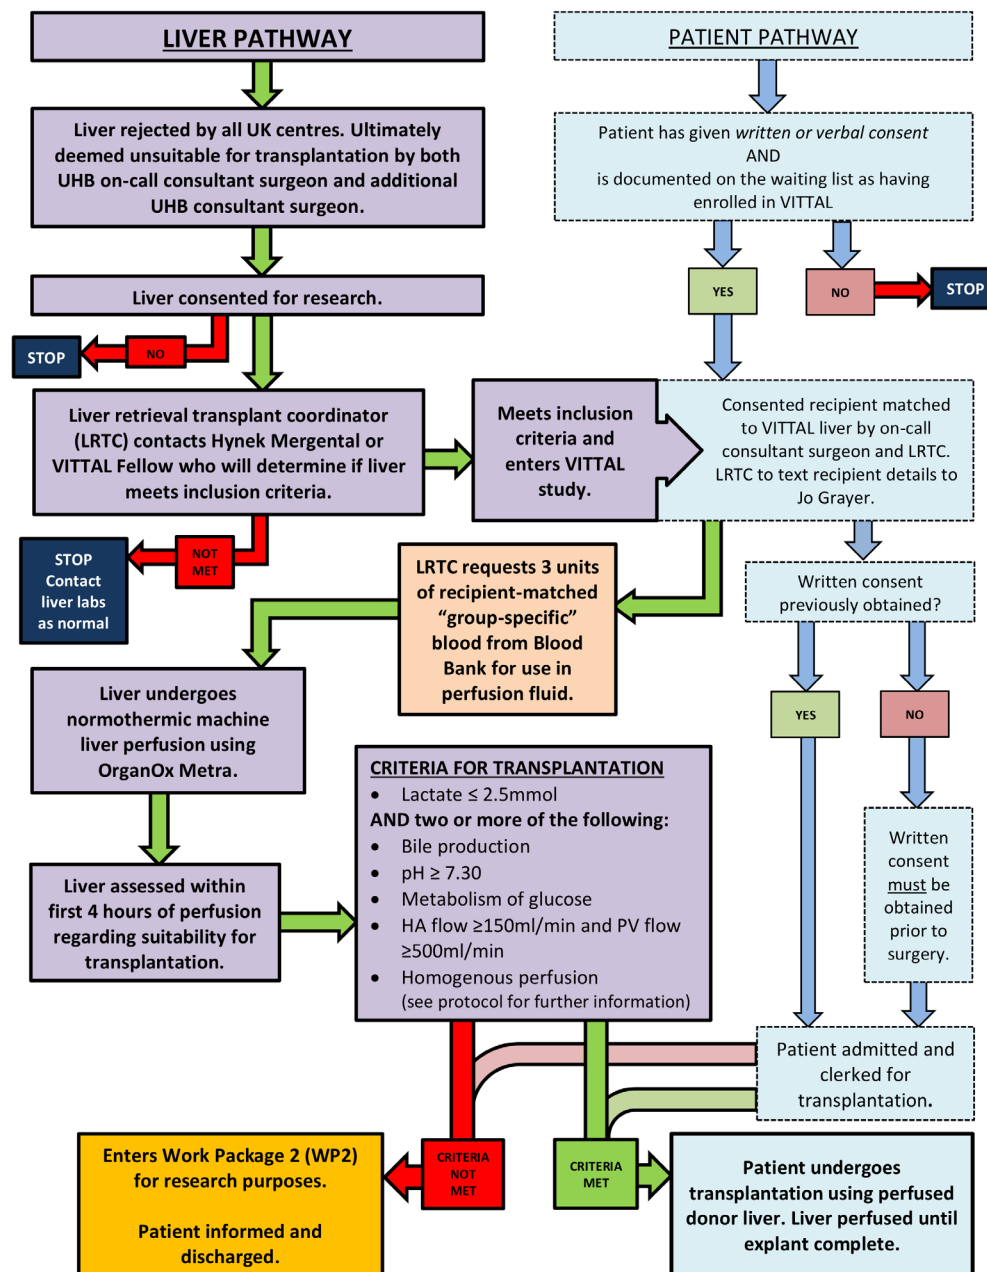 LIVER PATHWAY
Liver rejected by all UK centres. Ultimately
deemed unsuitable for transplantation by both
UHB on-call consultant surgeon and additional
UHB consultant surgeon.
Liver consented for research.
NO
STOP
Liver retrieval transplant coordinator
(LRTC) contacts Hynek Mergental or
VITTAL Fellow who will determine if liver
meets inclusion criteria.
NOT
MET
STOP
Contact
liver labs
as normal
Meets inclusion
criteria and
enters VITTAL
study.
PATIENT PATHWAY
Patient has given written or verbal consent
AND
is documented on the waiting list as having
enrolled in VITTAL
YES
NO
STOP
Consented recipient matched
to VITTAL liver by on-call
consultant surgeon and LRTC.
LRTC to text recipient details to
Jo Grayer.
LRTC requests 3 units
of recipient-matched
“group-specific”
blood from Blood
Bank for use in
perfusion fluid.
Written consent
previously obtained?
YES
NO
Written
consent
must be
obtained
prior to
surgery.
Liver undergoes
normothermic machine
liver perfusion using
OrganOx Metra.
Liver assessed within
first 4 hours of perfusion
regarding suitability for
transplantation.
CRITERIA FOR TRANSPLANTATION
• Lactate ≤ 2.5mmol
AND two or more of the following:
• Bile production
• pH ≥ 7.30
• Metabolism of glucose
• HA flow ≥150ml/min and PV flow
≥500ml/min
• Homogenous perfusion
(see protocol for further information)
Patient admitted and
clerked for
transplantation.
CRITERIA
NOT
MET
CRITERIA
MET
Enters Work Package 2 (WP2)
for research purposes.
Patient informed and
discharged.
Patient undergoes
transplantation using perfused
donor liver. Liver perfused until
explant complete.